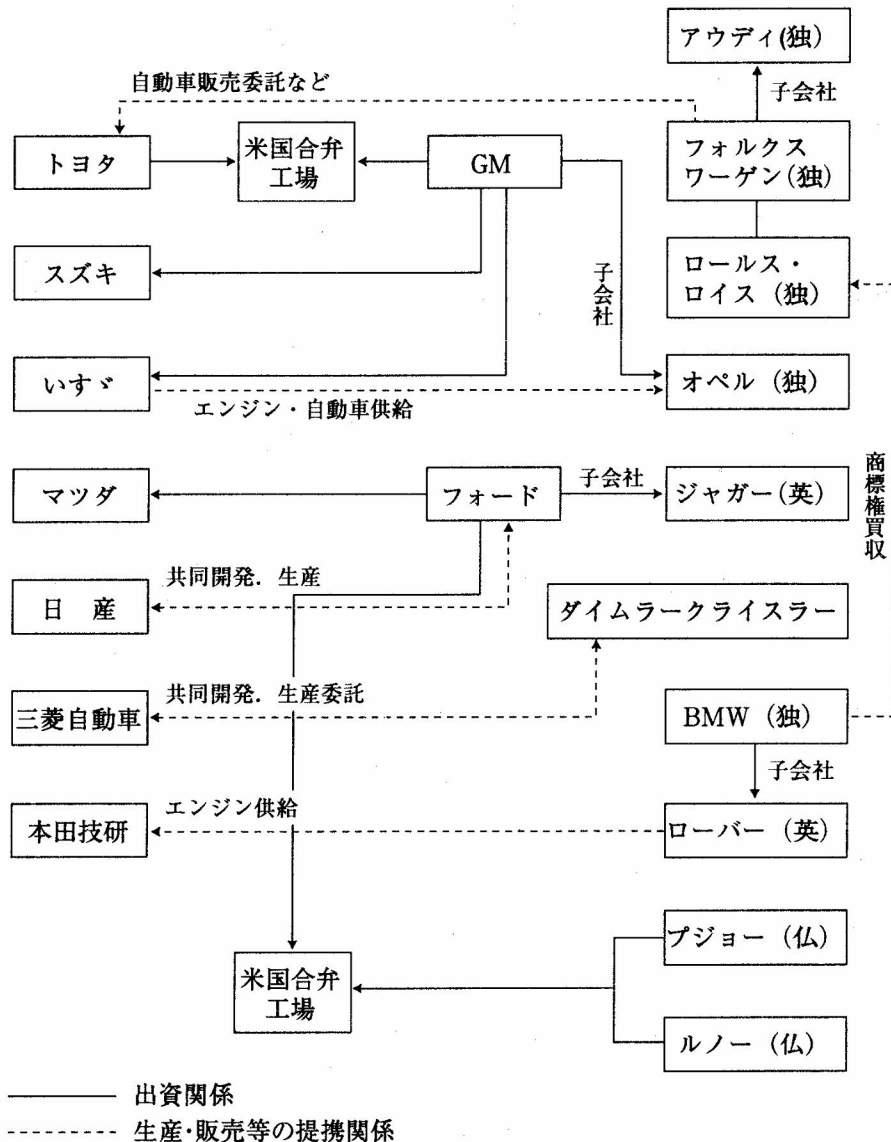 アウディ(独)
自動車販売委託など
子会社
トヨタ
米国合弁
工場
GM
フォルクス
ワーゲン(独)
スズキ
子会社
ロールス・
ロイス(独)
いすゞ
オペル(独)
エンジン・自動車供給
マツダ
フォード
子会社
ジャガー(英)
商標権買収
共同開発.生産
日 産
ダイムラークライスラー
共同開発.生産委託
三菱自動車
BMW(独)
子会社
エンジン供給
本田技研
ローバー(英)
プジョー(仏)
米国合弁
工場
ルノー(仏)
出資関係
生産・販売等の提携関係